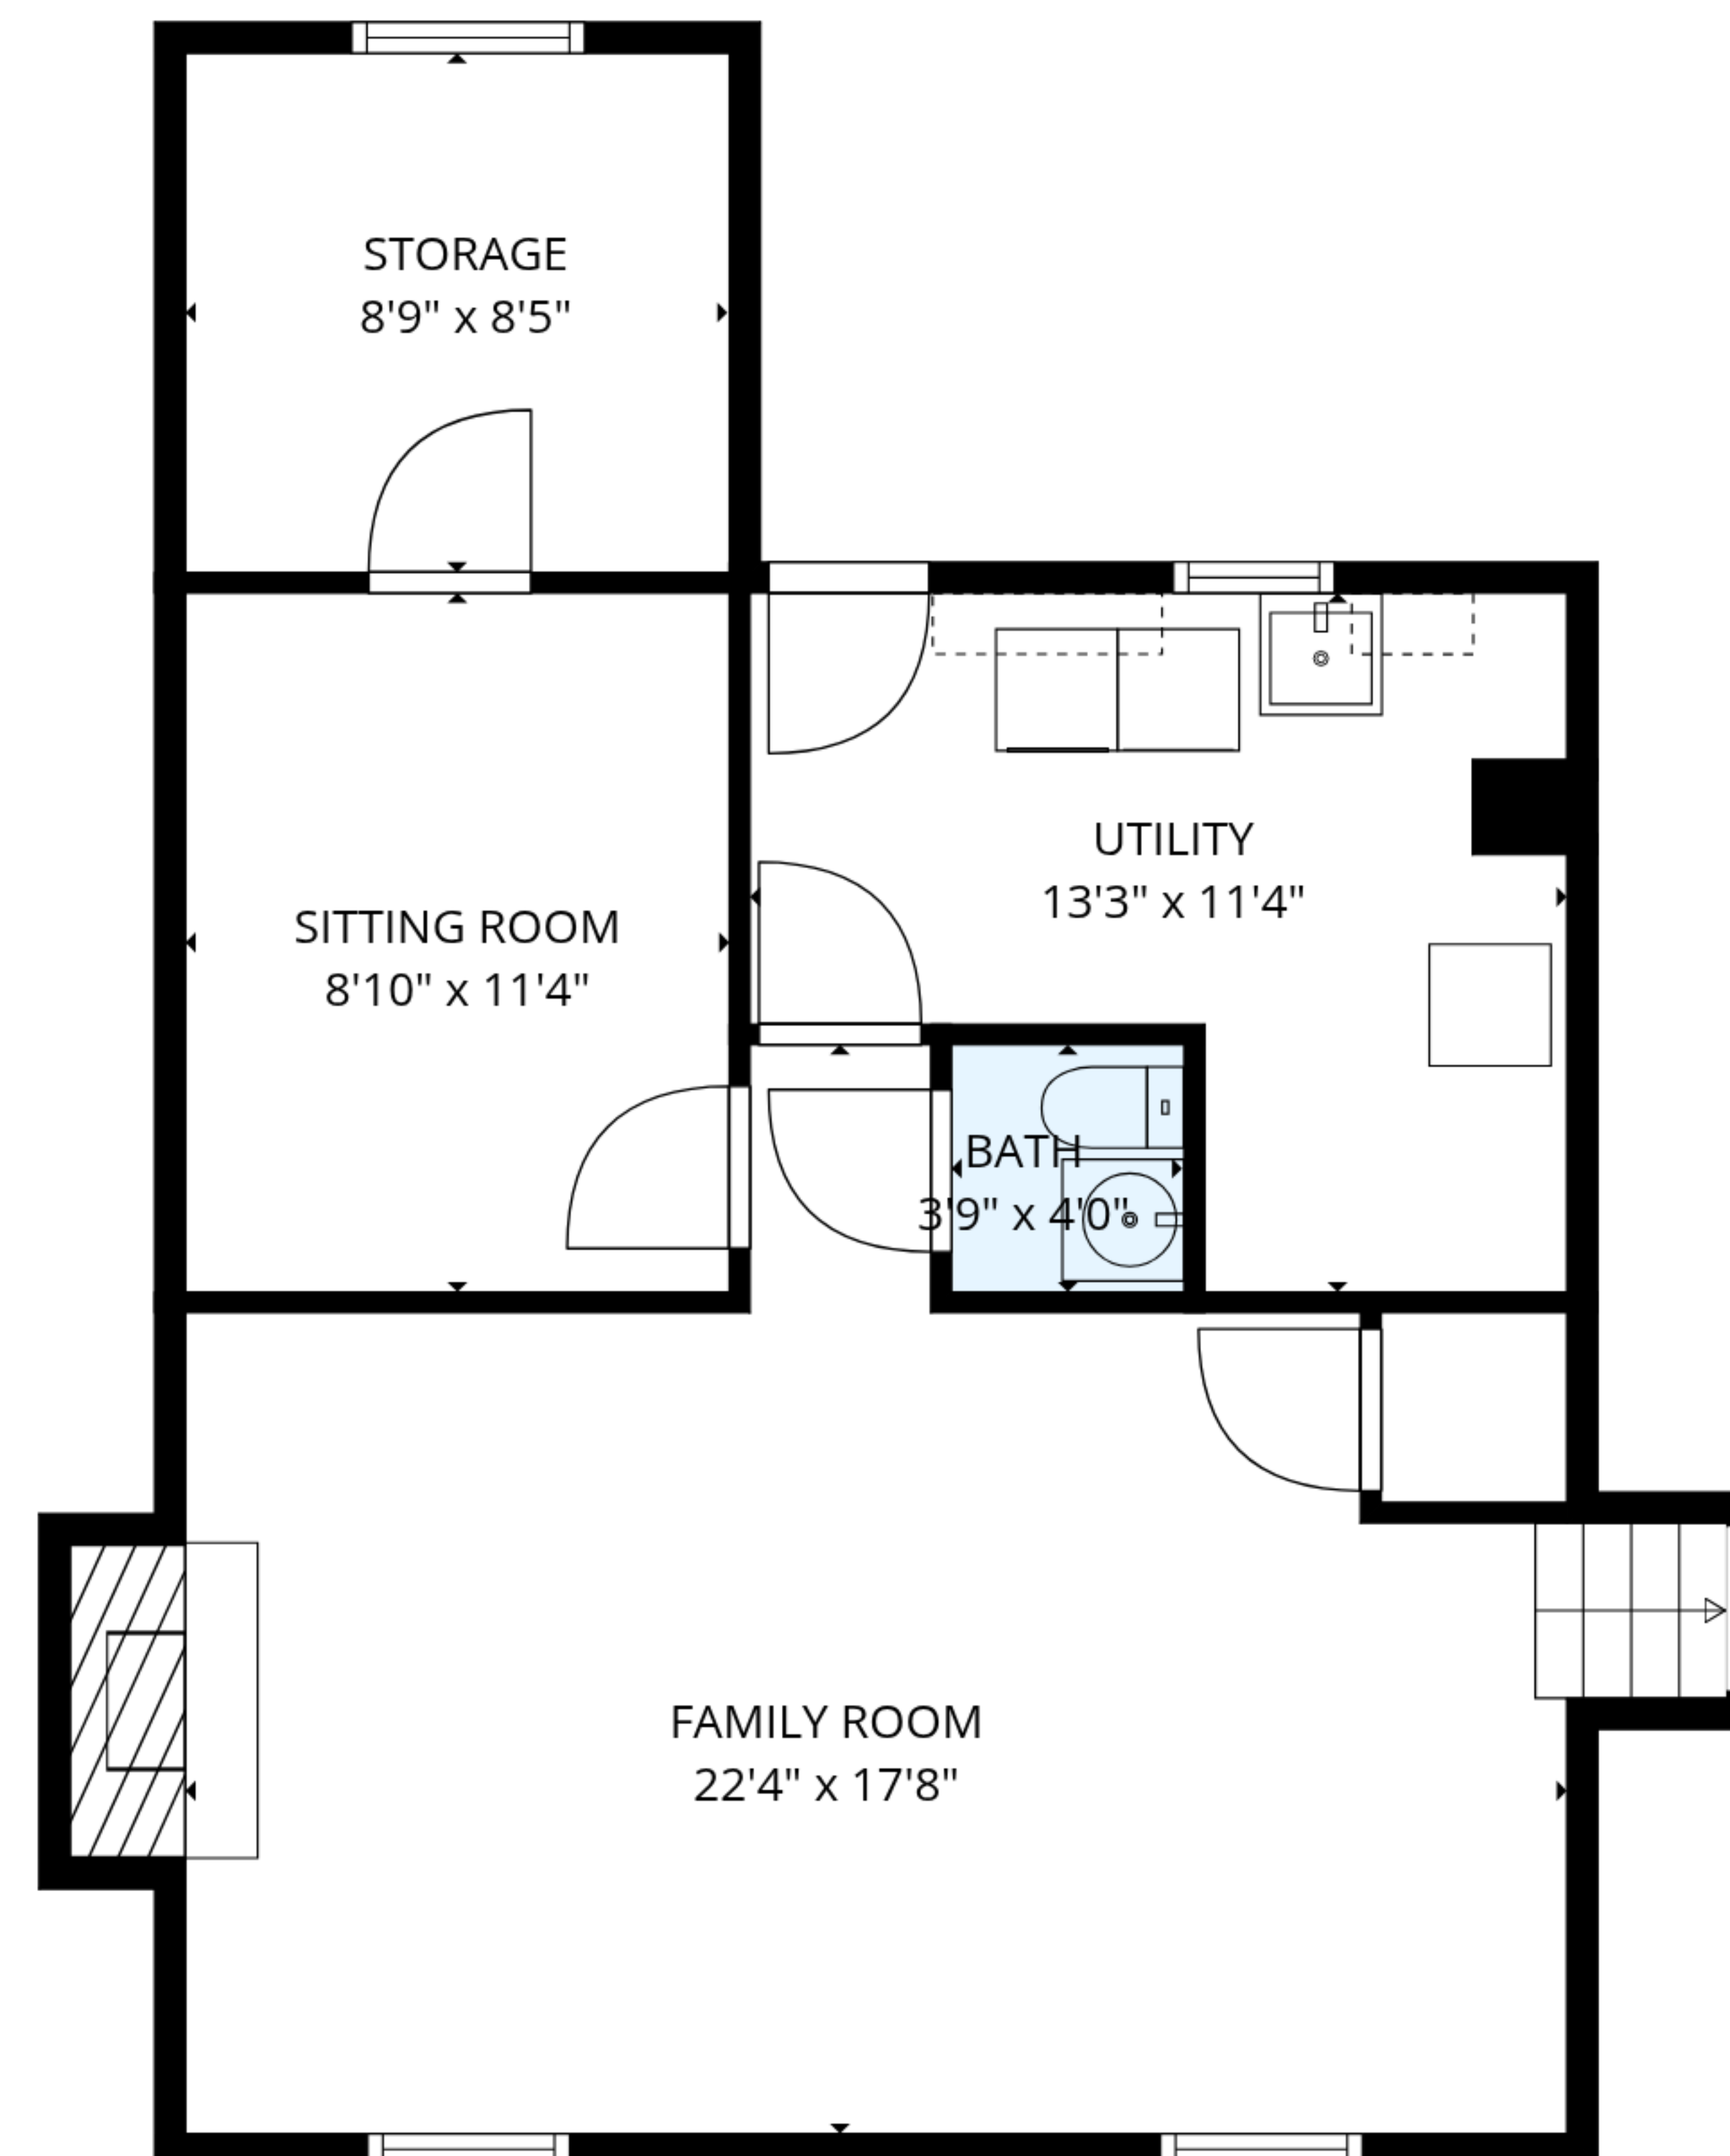 STORAGE
8'9" x 8'5"
UTILITY
13'3" x 11'4"
SITTING ROOM
8'10" x 11'4"
BATH
3'9" x 4'0"
FAMILY ROOM
22'4" x 17'8"